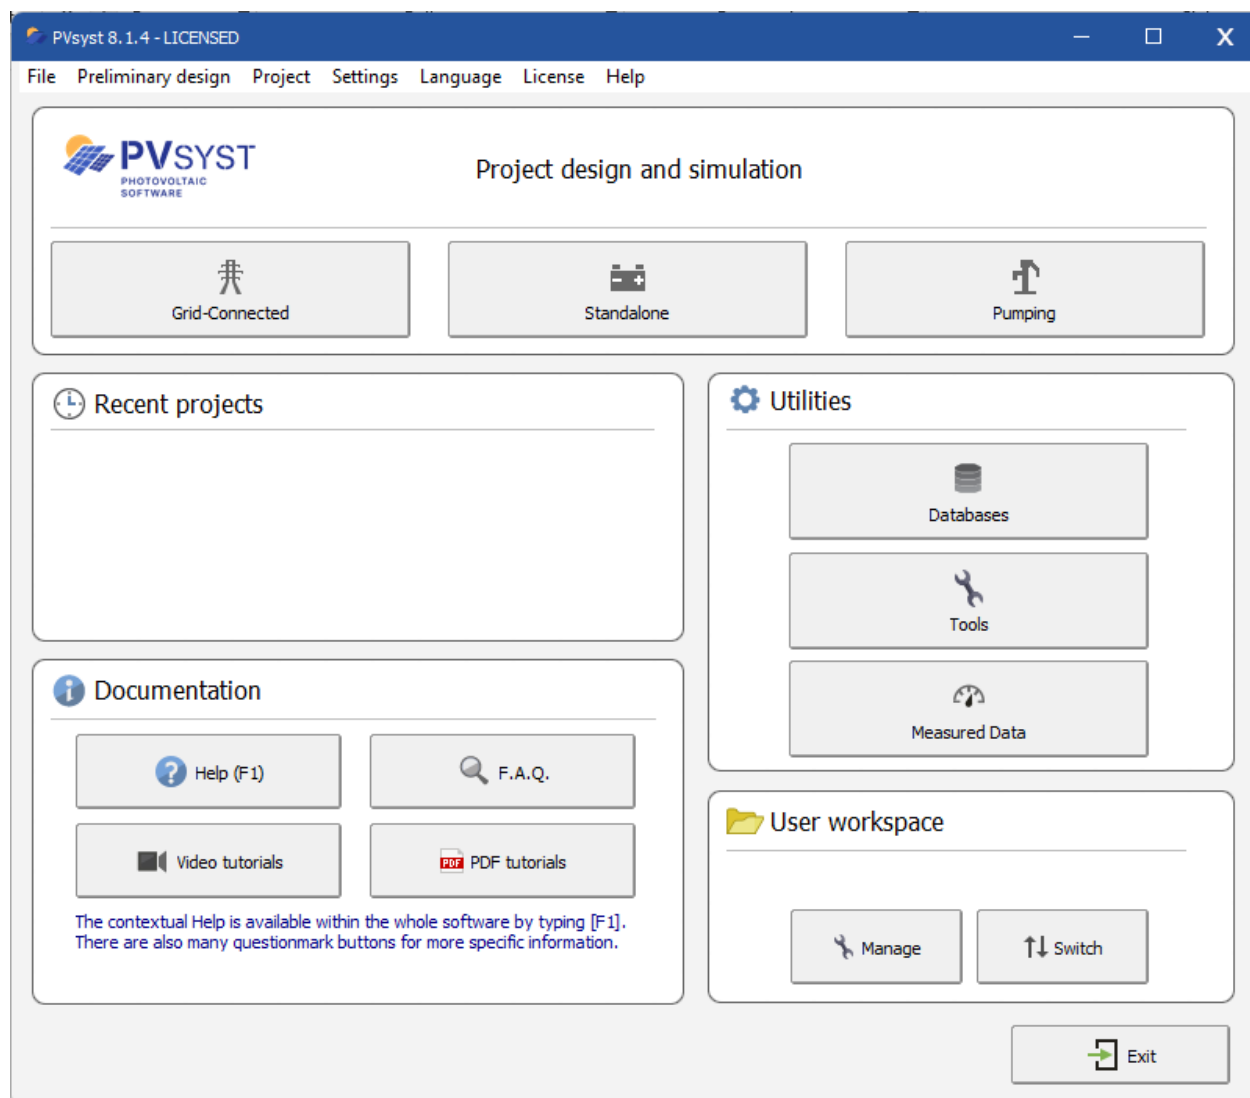 PVsyst 8.1.4 - LICENSED
File Preliminary design Project Settings Language License Help
PVSYST
PHOTOVOLTAIC
SOFTWARE
Project design and simulation
Grid-Connected
Standalone
Pumping
Recent projects
Utilities
Databases
Tools
Measured Data
Documentation
Help (F1)
F.A.Q.
Video tutorials
PDF PDF tutorials
The contextual Help is available within the whole software by typing [F1].
There are also many questionmark buttons for more specific information.
User workspace
Manage
Switch
Exit